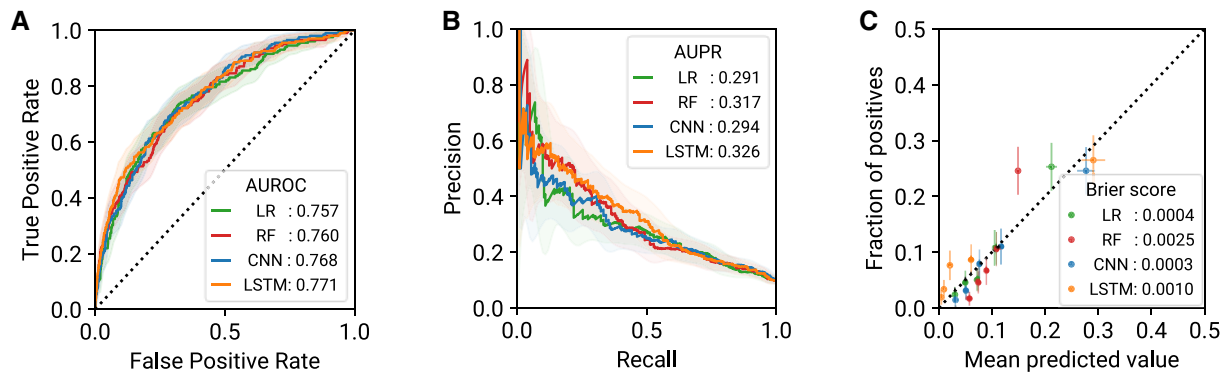 A
True Positive Rate
1.0
0.8
0.6
0.4
0.2
0.0
0.0
0.5
1.0
False Positive Rate
AUROC
LR : 0.757
RF : 0.760
CNN : 0.768
LSTM: 0.771
B
Precision
1.0
0.8
0.6
0.4
0.2
0.0
0.0
0.5
1.0
Recall
AUPR
LR : 0.291
RF : 0.317
CNN : 0.294
LSTM: 0.326
C
Fraction of positives
0.5
0.4
0.3
0.2
0.1
0.0
0.0
0.1
0.2
0.3
0.4
0.5
Mean predicted value
Brier score
LR : 0.0004
RF : 0.0025
CNN : 0.0003
LSTM: 0.0010